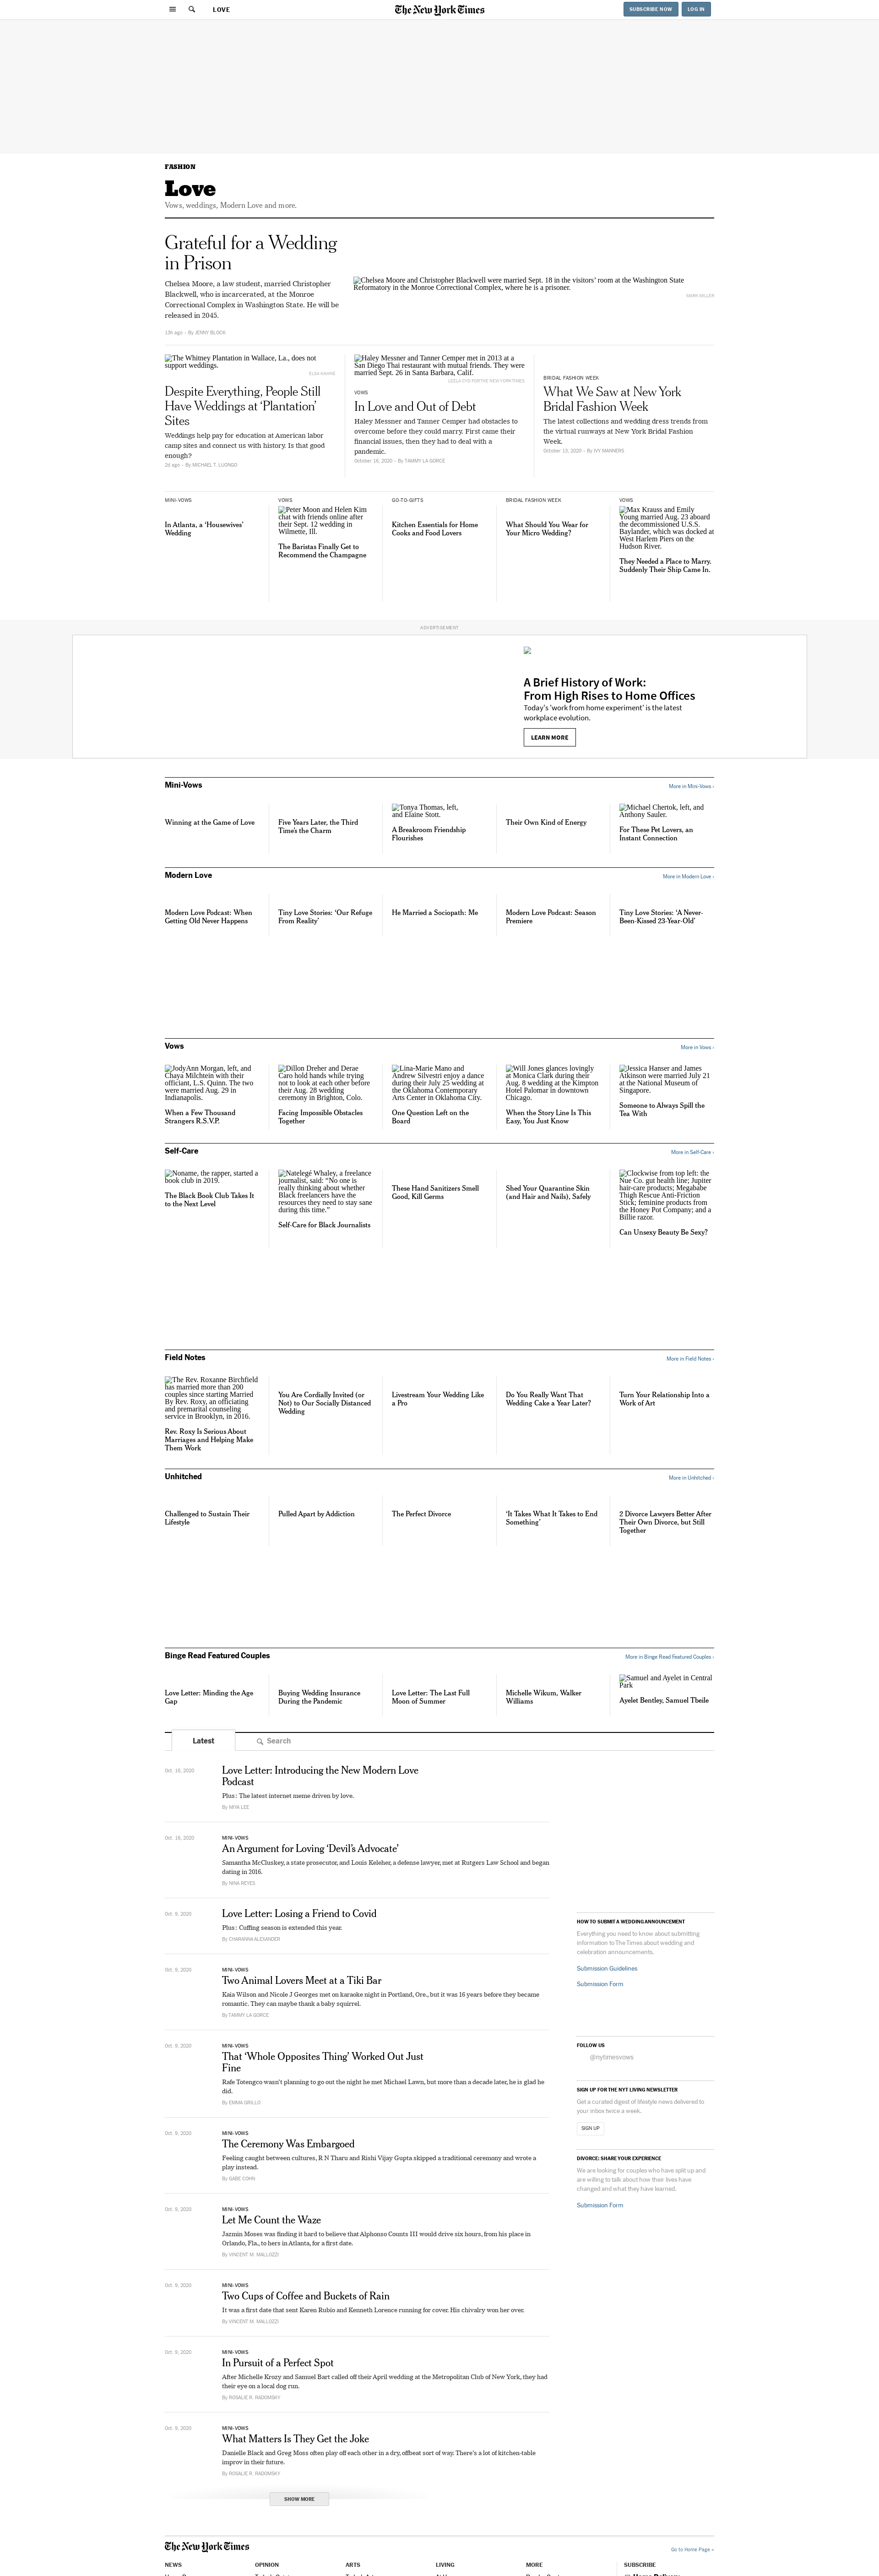 LOVE
The New York Times
SUBSCRIBE NOW
LOG IN
FASHION
Love
Vows, weddings, Modern Love and more.
Grateful for a Wedding
in Prison
Chelsea Moore, a law student, married Christopher
Blackwell, who is incarcerated, at the Monroe
Correctional Complex in Washington State. He will be
released in 2045.
13h ago · By JENNY BLOCK
Chelsea Moore and Christopher Blackwell were married Sept. 18 in the visitors’ room at the Washington State
Reformatory in the Monroe Correctional Complex, where he is a prisoner.
MARK MILLER
The Whitney Plantation in Wallace, La., does not
support weddings.
ELSA HAHNE
Despite Everything, People Still
Have Weddings at ‘Plantation’
Sites
Weddings help pay for education at American labor
camp sites and connect us with history. Is that good
enough?
2d ago · By MICHAEL T. LUONGO
Haley Messner and Tanner Cemper met in 2013 at a
San Diego Thai restaurant with mutual friends. They were
married Sept. 26 in Santa Barbara, Calif.
LEELA CYD FOR THE NEW YORK TIMES
VOWS
In Love and Out of Debt
Haley Messner and Tanner Cemper had obstacles to
overcome before they could marry. First came their
financial issues, then they had to deal with a
pandemic.
October 16, 2020 · By TAMMY LA GORCE
BRIDAL FASHION WEEK
What We Saw at New York
Bridal Fashion Week
The latest collections and wedding dress trends from
the virtual runways at New York Bridal Fashion
Week.
October 13, 2020 · By IVY MANNERS
MINI-VOWS
In Atlanta, a ‘Housewives’
Wedding
VOWS
Peter Moon and Helen Kim
chat with friends online after
their Sept. 12 wedding in
Wilmette, Ill.
The Baristas Finally Get to
Recommend the Champagne
GO-TO-GIFTS
Kitchen Essentials for Home
Cooks and Food Lovers
BRIDAL FASHION WEEK
What Should You Wear for
Your Micro Wedding?
VOWS
Max Krauss and Emily
Young married Aug. 23 aboard
the decommissioned U.S.S.
Baylander, which was docked at
West Harlem Piers on the
Hudson River.
They Needed a Place to Marry.
Suddenly Their Ship Came In.
ADVERTISEMENT
A Brief History of Work:
From High Rises to Home Offices
Today's 'work from home experiment' is the latest
workplace evolution.
LEARN MORE
Mini-Vows
More in Mini-Vows ›
Winning at the Game of Love
Five Years Later, the Third
Time’s the Charm
Tonya Thomas, left,
and Elaine Stott.
A Breakroom Friendship
Flourishes
Their Own Kind of Energy
Michael Chertok, left, and
Anthony Sauler.
For These Pet Lovers, an
Instant Connection
Modern Love
More in Modern Love ›
Modern Love Podcast: When
Getting Old Never Happens
Tiny Love Stories: ‘Our Refuge
From Reality’
He Married a Sociopath: Me
Modern Love Podcast: Season
Premiere
Tiny Love Stories: ‘A Never-
Been-Kissed 23-Year-Old’
Vows
More in Vows ›
JodyAnn Morgan, left, and
Chaya Milchtein with their
officiant, L.S. Quinn. The two
were married Aug. 29 in
Indianapolis.
When a Few Thousand
Strangers R.S.V.P.
Dillon Dreher and Derae
Caro hold hands while trying
not to look at each other before
their Aug. 28 wedding
ceremony in Brighton, Colo.
Facing Impossible Obstacles
Together
Lina-Marie Mano and
Andrew Silvestri enjoy a dance
during their July 25 wedding at
the Oklahoma Contemporary
Arts Center in Oklahoma City.
One Question Left on the
Board
Will Jones glances lovingly
at Monica Clark during their
Aug. 8 wedding at the Kimpton
Hotel Palomar in downtown
Chicago.
When the Story Line Is This
Easy, You Just Know
Jessica Hanser and James
Atkinson were married July 21
at the National Museum of
Singapore.
Someone to Always Spill the
Tea With
Self-Care
More in Self-Care ›
Noname, the rapper, started a
book club in 2019.
The Black Book Club Takes It
to the Next Level
Natelegé Whaley, a freelance
journalist, said: “No one is
really thinking about whether
Black freelancers have the
resources they need to stay sane
during this time.”
Self-Care for Black Journalists
These Hand Sanitizers Smell
Good, Kill Germs
Shed Your Quarantine Skin
(and Hair and Nails), Safely
Clockwise from top left: the
Nue Co. gut health line; Jupiter
hair-care products; Megababe
Thigh Rescue Anti-Friction
Stick; feminine products from
the Honey Pot Company; and a
Billie razor.
Can Unsexy Beauty Be Sexy?
Field Notes
More in Field Notes ›
The Rev. Roxanne Birchfield
has married more than 200
couples since starting Married
By Rev. Roxy, an officiating
and premarital counseling
service in Brooklyn, in 2016.
Rev. Roxy Is Serious About
Marriages and Helping Make
Them Work
You Are Cordially Invited (or
Not) to Our Socially Distanced
Wedding
Livestream Your Wedding Like
a Pro
Do You Really Want That
Wedding Cake a Year Later?
Turn Your Relationship Into a
Work of Art
Unhitched
More in Unhitched ›
Challenged to Sustain Their
Lifestyle
Pulled Apart by Addiction
The Perfect Divorce
‘It Takes What It Takes to End
Something’
2 Divorce Lawyers Better After
Their Own Divorce, but Still
Together
Binge Read Featured Couples
More in Binge Read Featured Couples ›
Love Letter: Minding the Age
Gap
Buying Wedding Insurance
During the Pandemic
Love Letter: The Last Full
Moon of Summer
Michelle Wikum, Walker
Williams
Samuel and Ayelet in Central
Park
Ayelet Bentley, Samuel Tbeile
Latest
Search
Oct. 16, 2020
Love Letter: Introducing the New Modern Love
Podcast
Plus: The latest internet meme driven by love.
By MIYA LEE
Oct. 16, 2020
MINI-VOWS
An Argument for Loving ‘Devil’s Advocate’
Samantha McCluskey, a state prosecutor, and Louis Keleher, a defense lawyer, met at Rutgers Law School and began
dating in 2016.
By NINA REYES
Oct. 9, 2020
Love Letter: Losing a Friend to Covid
Plus: Cuffing season is extended this year.
By CHARANNA ALEXANDER
Oct. 9, 2020
MINI-VOWS
Two Animal Lovers Meet at a Tiki Bar
Kaia Wilson and Nicole J Georges met on karaoke night in Portland, Ore., but it was 16 years before they became
romantic. They can maybe thank a baby squirrel.
By TAMMY LA GORCE
Oct. 9, 2020
MINI-VOWS
That ‘Whole Opposites Thing’ Worked Out Just
Fine
Rafe Totengco wasn’t planning to go out the night he met Michael Lawn, but more than a decade later, he is glad he
did.
By EMMA GRILLO
Oct. 9, 2020
MINI-VOWS
The Ceremony Was Embargoed
Feeling caught between cultures, R N Tharu and Rishi Vijay Gupta skipped a traditional ceremony and wrote a
play instead.
By GABE COHN
Oct. 9, 2020
MINI-VOWS
Let Me Count the Waze
Jazmin Moses was finding it hard to believe that Alphonso Counts III would drive six hours, from his place in
Orlando, Fla., to hers in Atlanta, for a first date.
By VINCENT M. MALLOZZI
Oct. 9, 2020
MINI-VOWS
Two Cups of Coffee and Buckets of Rain
It was a first date that sent Karen Rubio and Kenneth Lorence running for cover. His chivalry won her over.
By VINCENT M. MALLOZZI
Oct. 9, 2020
MINI-VOWS
In Pursuit of a Perfect Spot
After Michelle Krozy and Samuel Bart called off their April wedding at the Metropolitan Club of New York, they had
their eye on a local dog run.
By ROSALIE R. RADOMSKY
Oct. 9, 2020
MINI-VOWS
What Matters Is They Get the Joke
Danielle Black and Greg Moss often play off each other in a dry, offbeat sort of way. There’s a lot of kitchen-table
improv in their future.
By ROSALIE R. RADOMSKY
SHOW MORE
HOW TO SUBMIT A WEDDING ANNOUNCEMENT
Everything you need to know about submitting
information to The Times about wedding and
celebration announcements.
Submission Guidelines
Submission Form
FOLLOW US
@nytimesvows
SIGN UP FOR THE NYT LIVING NEWSLETTER
Get a curated digest of lifestyle news delivered to
your inbox twice a week.
SIGN UP
DIVORCE: SHARE YOUR EXPERIENCE
We are looking for couples who have split up and
are willing to talk about how their lives have
changed and what they have learned.
Submission Form
The New York Times
Go to Home Page »
NEWS
OPINION
ARTS
LIVING
MORE
SUBSCRIBE